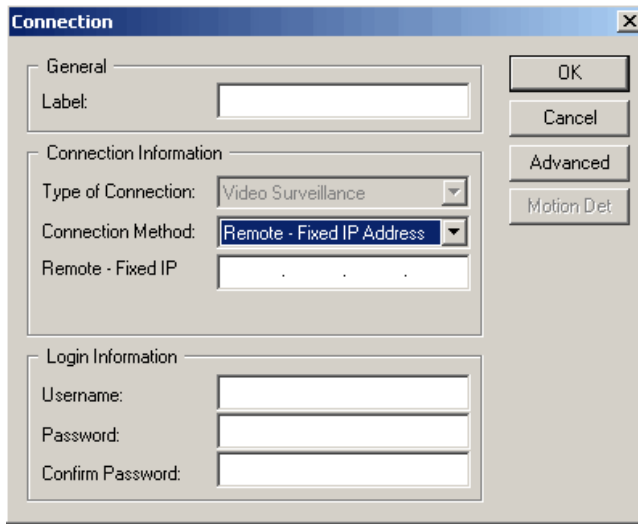 Connection
General
Label:
OK
Cancel
Connection Information
Advanced
Type of Connection: Video Surveillance
Motion Det
Connection Method: Remote - Fixed IP Address
Remote - Fixed IP . . .
Login Information
Username:
Password:
Confirm Password: